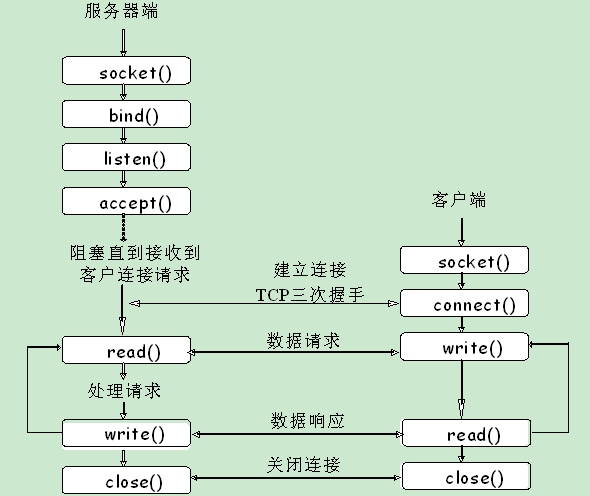 服务器端
socket()
bind()
listen()
accept()
阻塞直到接收到
客户连接请求
客户端
socket()
建立连接
TCP三次握手
connect()
read()
数据请求
write()
处理请求
write()
数据响应
read()
close()
关闭连接
close()